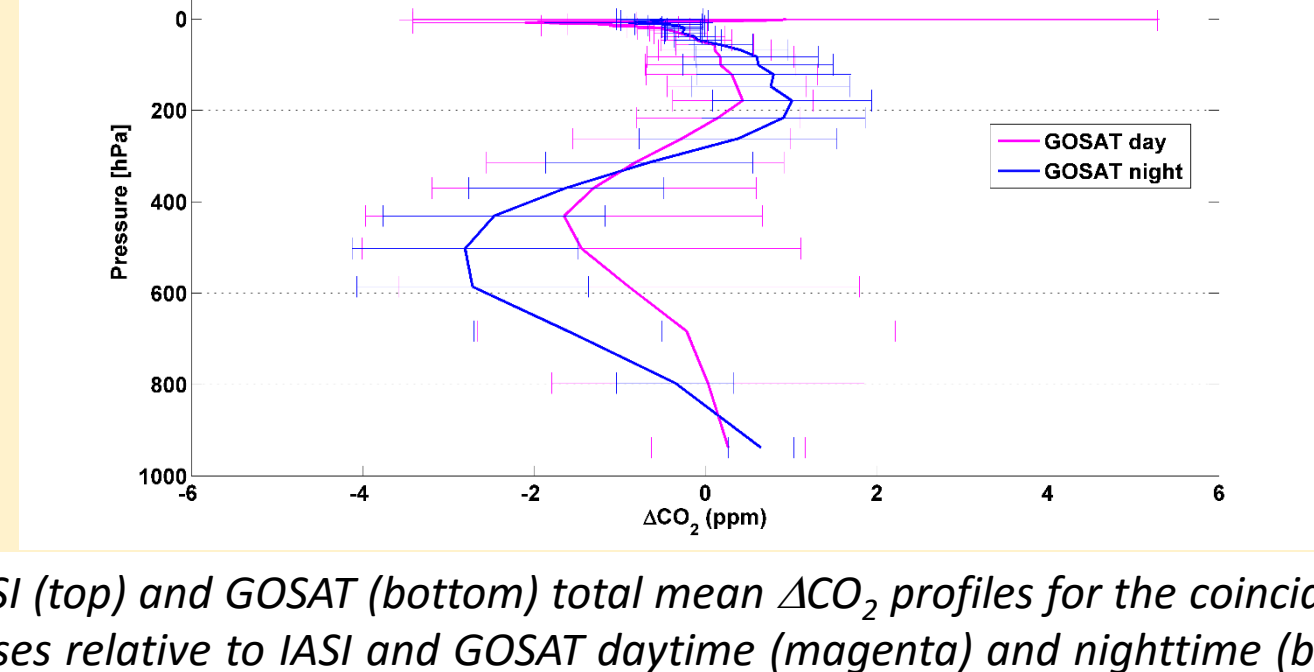 0
200
400
600
800
1000
Pressure [hPa]
GOSAT day
GOSAT night
-6 -4 -2 0 2 4 6
ΔCO2 (ppm)
SI (top) and GOSAT (bottom) total mean ΔCO2 profiles for the coincid
ses relative to IASI and GOSAT daytime (magenta) and nighttime (b